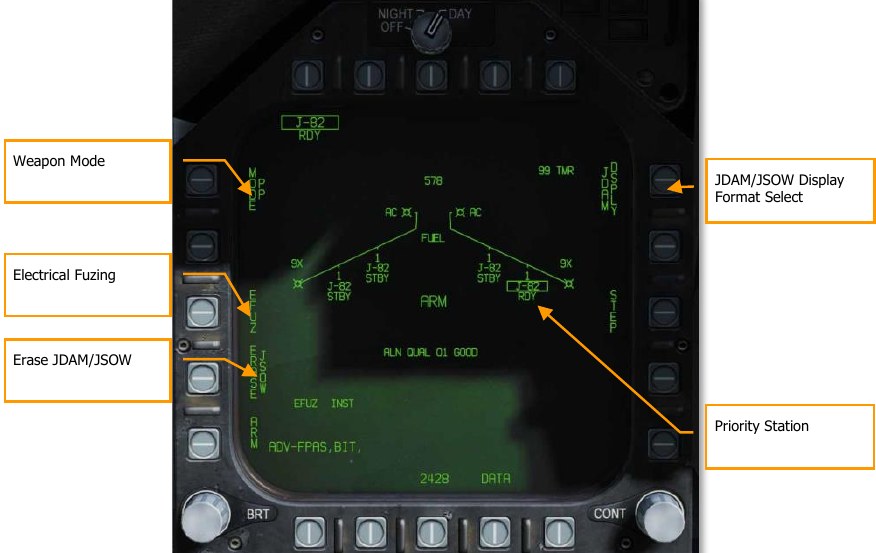 NIGHT DAY
OFF
J-82
RDY
Weapon Mode
MODE
PP
578
99 TMR
JDAM
DSPLY
JDAM/JSOW Display
Format Select
AC
AC
FUEL
9X
1
J-82
STBY
1
J-82
STBY
1
J-82
STBY
1
J-82
RDY
9X
Electrical Fuzing
EFUZ
ARM
STEP
Erase JDAM/JSOW
ERASE
JSOW
ALN QUAL 01 GOOD
EFUZ INST
Priority Station
ARM
ADV-FPAS,BIT,
2428 DATA
BRT
CONT